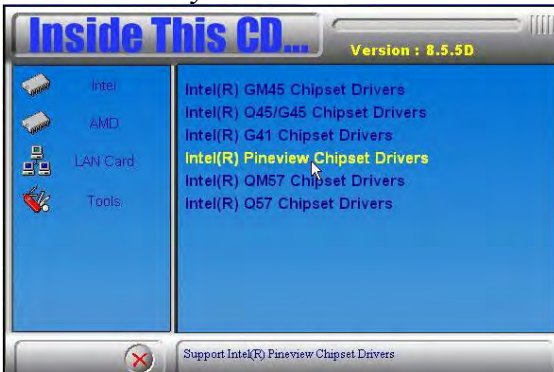 Inside This CD...
Version : 8.5.5D
Intel
AMD
LAN Card
Tools
Intel(R) GM45 Chipset Drivers
Intel(R) Q45/G45 Chipset Drivers
Intel(R) G41 Chipset Drivers
Intel(R) Pineview Chipset Drivers
Intel(R) QM57 Chipset Drivers
Intel(R) Q57 Chipset Drivers
Support Intel(R) Pineview Chipset Drivers